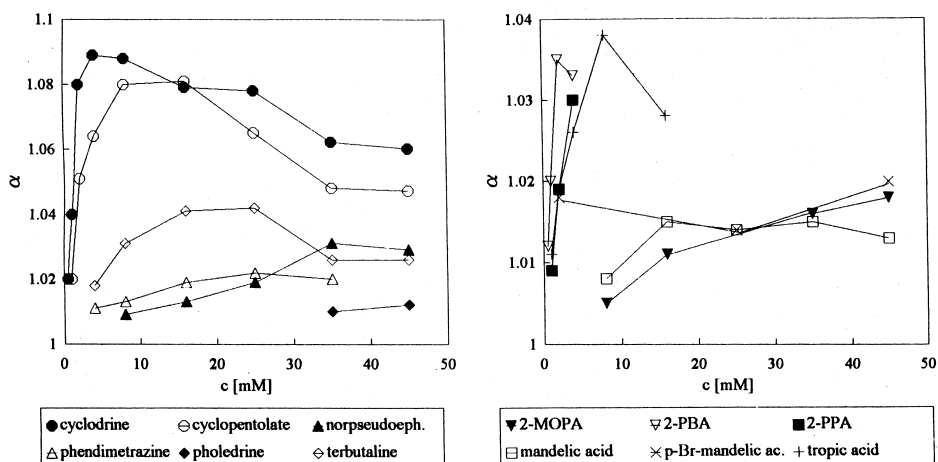 1.1
1.08
1.06
α
1.04
1.02
1
0 10 20 30 40 50
c [mM]
cyclodrine cyclopentolate norpseudoeph.
phendimetrazine pholedrine terbutaline
1.04
1.03
α
1.02
1.01
1
0 10 20 30 40 50
c [mM]
2-MOPA 2-PBA 2-PPA
mandelic acid p-Br-mandelic ac. tropic acid